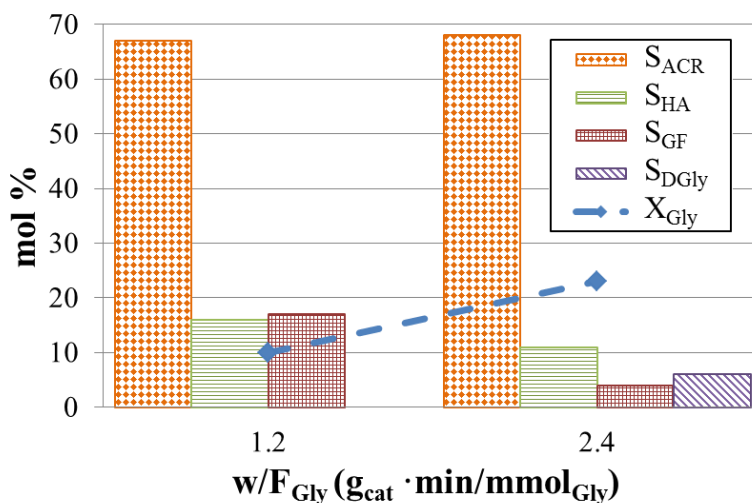 70
60
50
40
30
20
10
0
mol %
S_ACR
S_HA
S_GF
S_DGly
X_Gly
1.2 2.4
w/F_Gly (g_cat ·min/mmol_Gly)